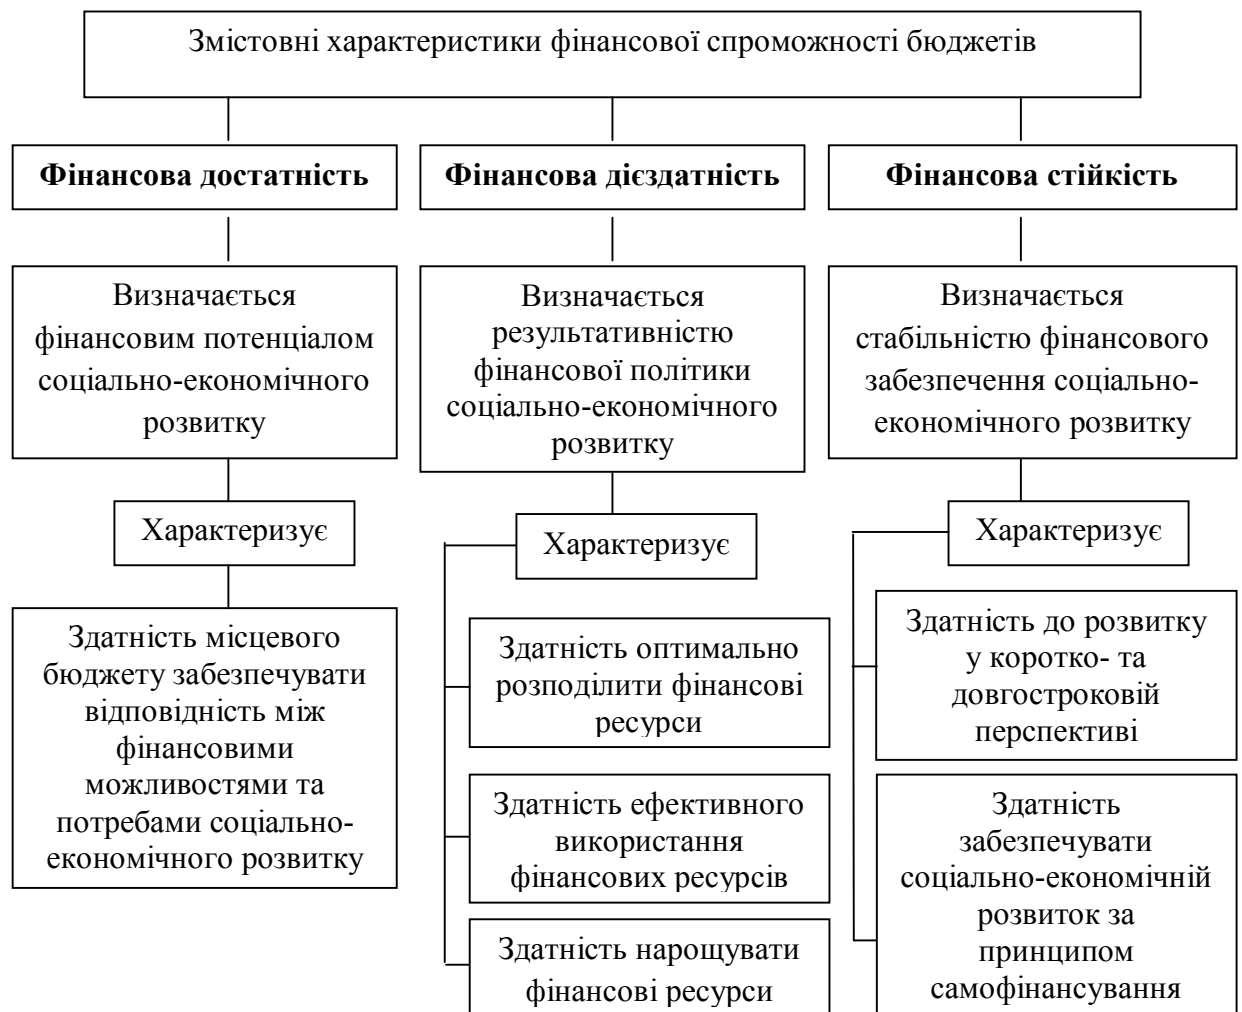 Змістовні характеристики фінансової спроможності бюджетів
Фінансова достатність
Фінансова дієздатність
Фінансова стійкість
Визначається
фінансовим потенціалом
соціально-економічного
розвитку
Визначається
результативністю
фінансової політики
соціально-економічного
розвитку
Визначається
стабільністю фінансового
забезпечення соціально-
економічного розвитку
Характеризує
Характеризує
Характеризує
Здатність місцевого
бюджету забезпечувати
відповідність між
фінансовими
можливостями та
потребами соціально-
економічного розвитку
Здатність оптимально
розподілити фінансові
ресурси
Здатність ефективного
використання
фінансових ресурсів
Здатність нарощувати
фінансові ресурси
Здатність до розвитку
у коротко- та
довгостроковій
перспективі
Здатність
забезпечувати
соціально-економічній
розвиток за
принципом
самофінансування